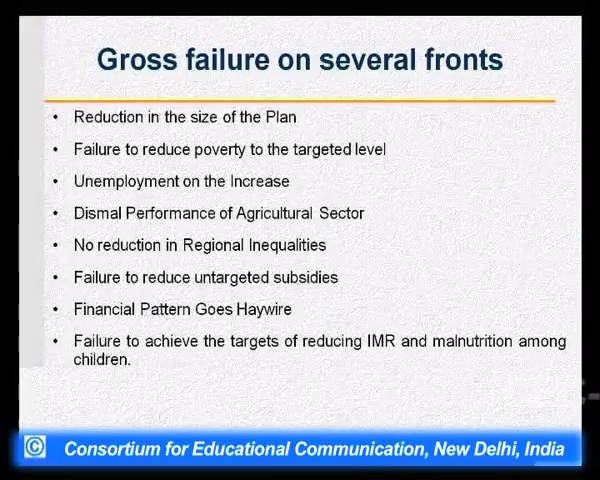 Gross failure on several fronts
• Reduction in the size of the Plan
• Failure to reduce poverty to the targeted level
• Unemployment on the Increase
• Dismal Performance of Agricultural Sector
• No reduction in Regional Inequalities
• Failure to reduce untargeted subsidies
• Financial Pattern Goes Haywire
• Failure to achieve the targets of reducing IMR and malnutrition among
children.
© Consortium for Educational Communication, New Delhi, India